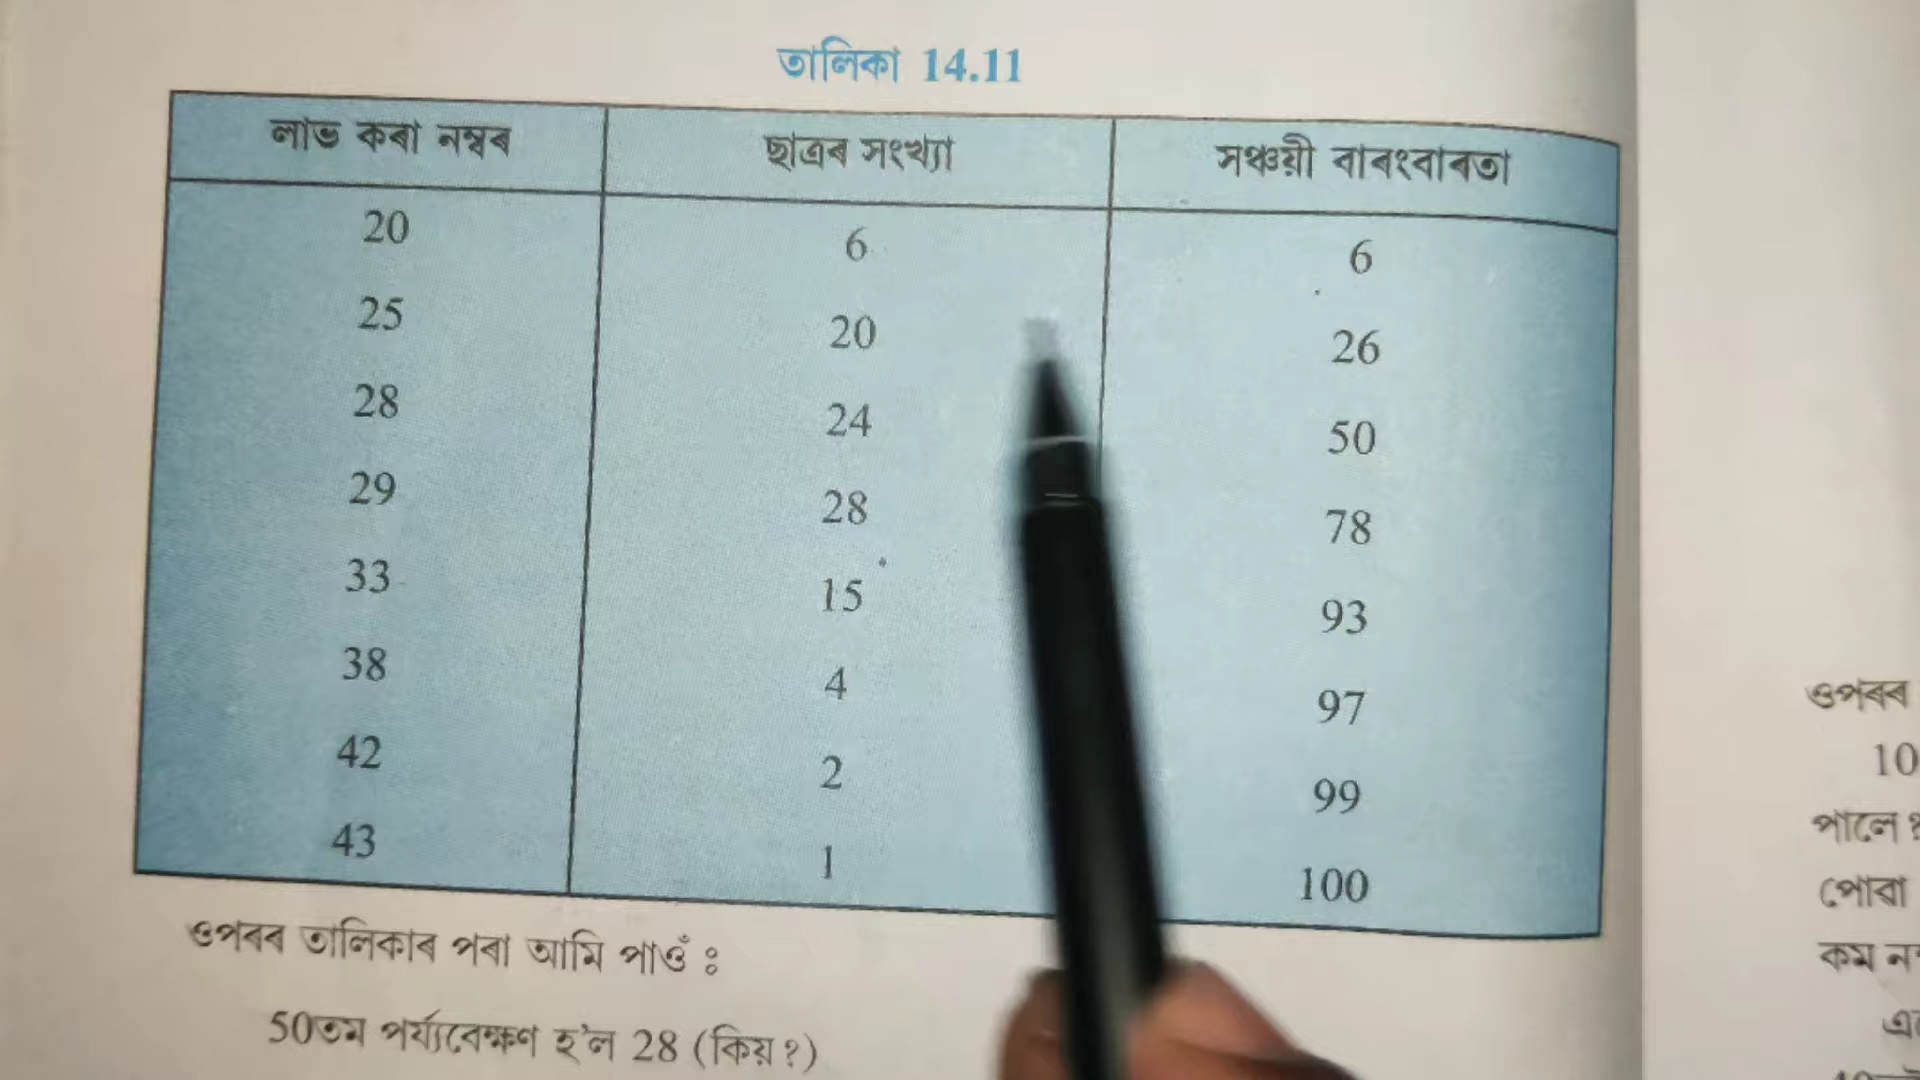 তালিকা 14.11
লাভ কৰা নম্বৰ ছাত্ৰৰ সংখ্যা সঞ্চয়ী বাৰংবাৰতা
20 6 6
25 20 26
28 24 50
29 28 78
33 15 93
38 4 97
42 2 99
43 1 100
ওপৰৰ তালিকাৰ পৰা আমি পাওঁ :
50তম পৰ্য্যবেক্ষণ হ'ল 28 (কিয় ?)
ওপৰৰ
10
পালে ?
পোৱা
কম